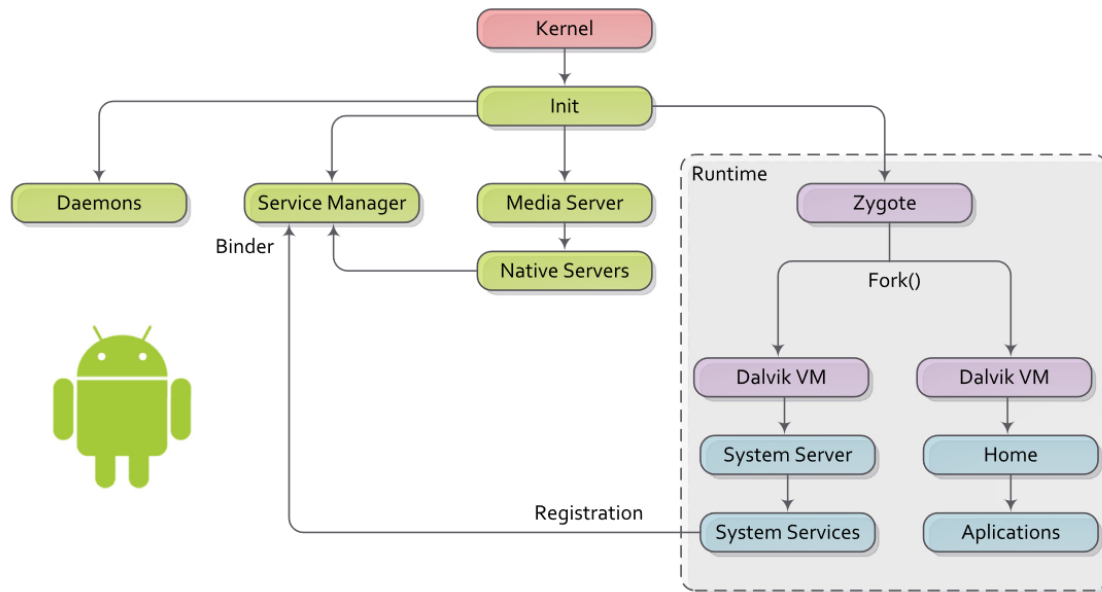 Kernel
Init
Runtime
Daemons
Service Manager
Media Server
Zygote
Binder
Native Servers
Fork()
Dalvik VM
Dalvik VM
System Server
Home
Registration
System Services
Aplications